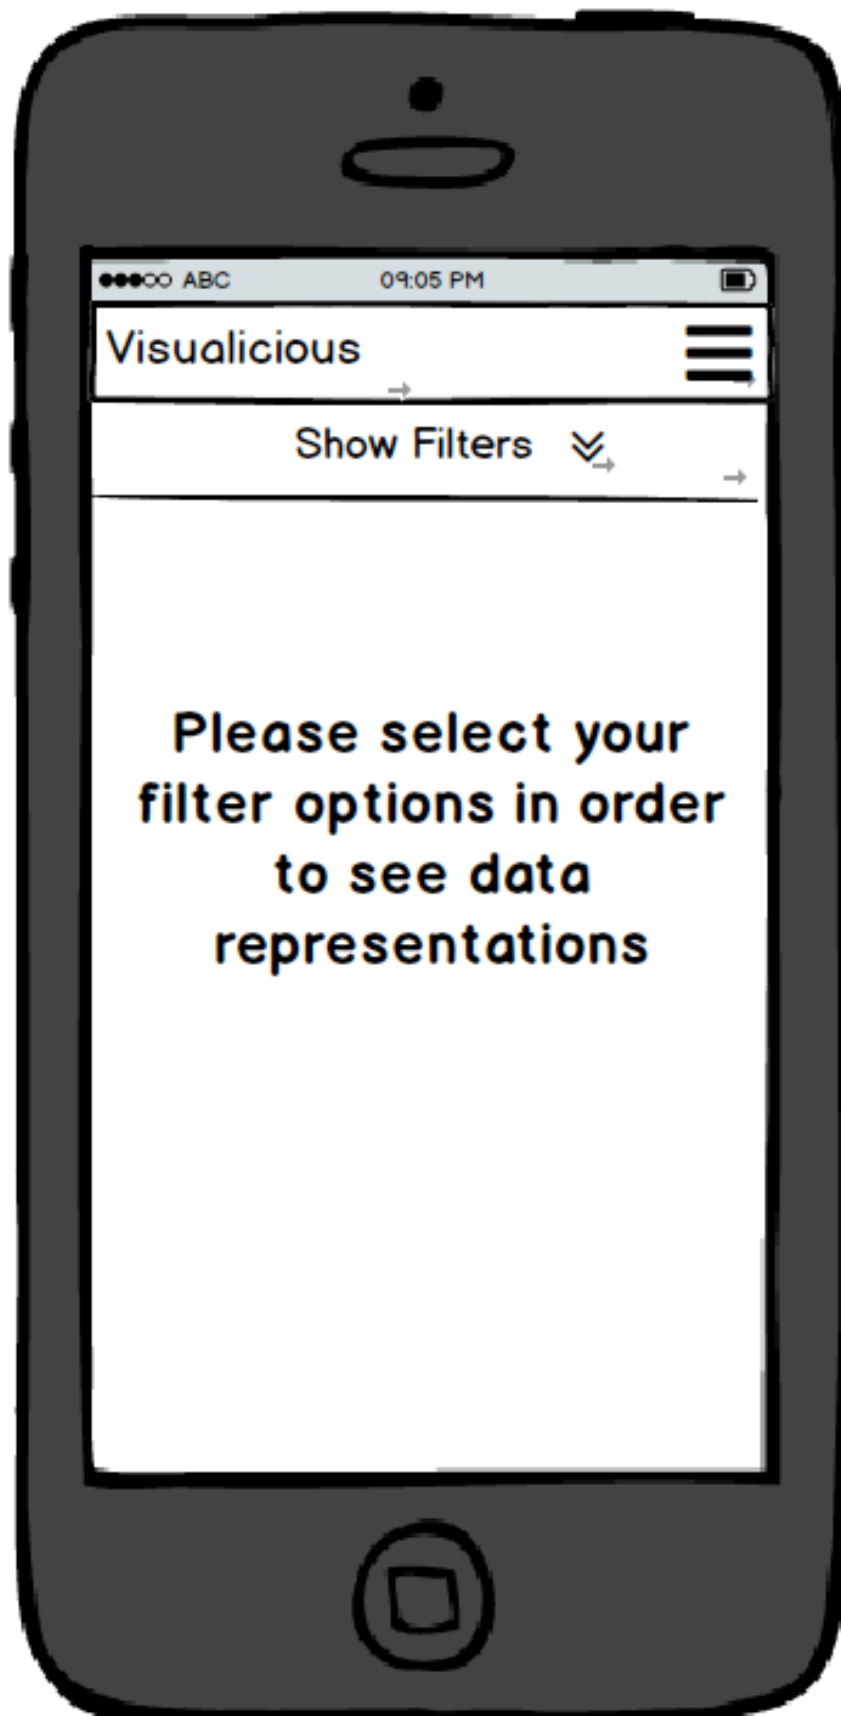 ABC 09:05 PM
Visualicious
Show Filters
Please select your
filter options in order
to see data
representations